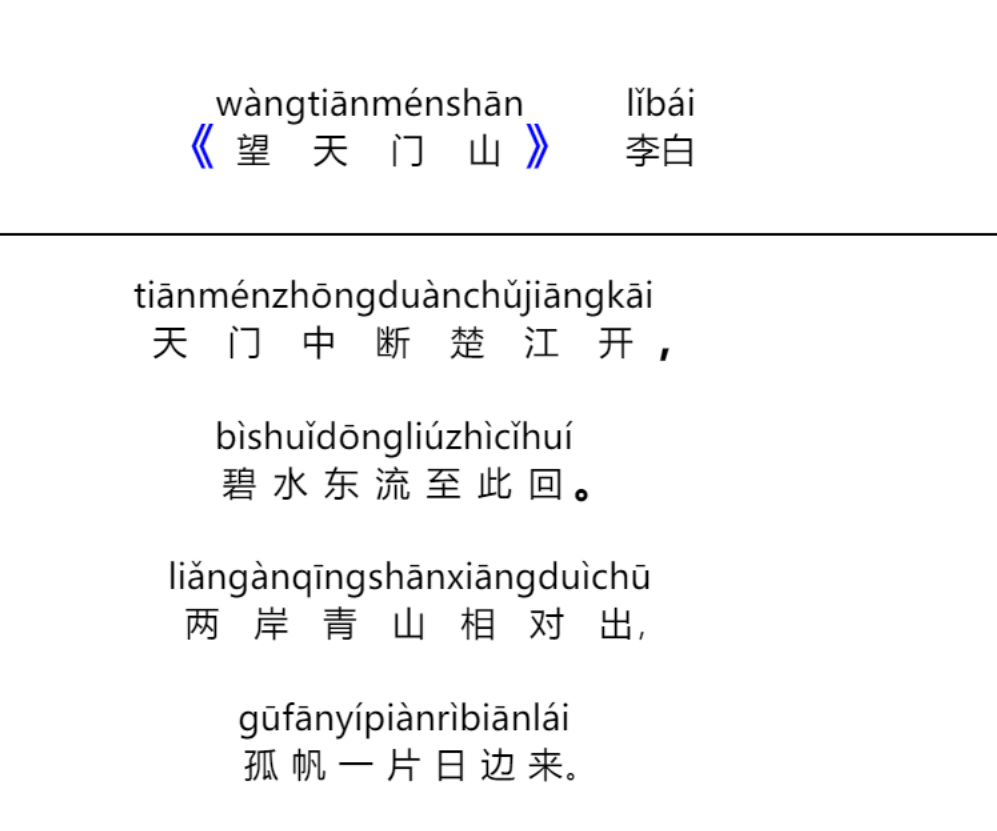 wàngtiānménshān lǐbái
《望天门山》 李白
tiānménzhōngduànchǔjiāngkāi
天门中断楚江开，
bìshuǐdōngliúzhìcǐhuí
碧水东流至此回。
liǎngànqīngshānxiāngduìchū
两岸青山相对出,
gūfānyípiànrìbiānlái
孤帆一片日边来。